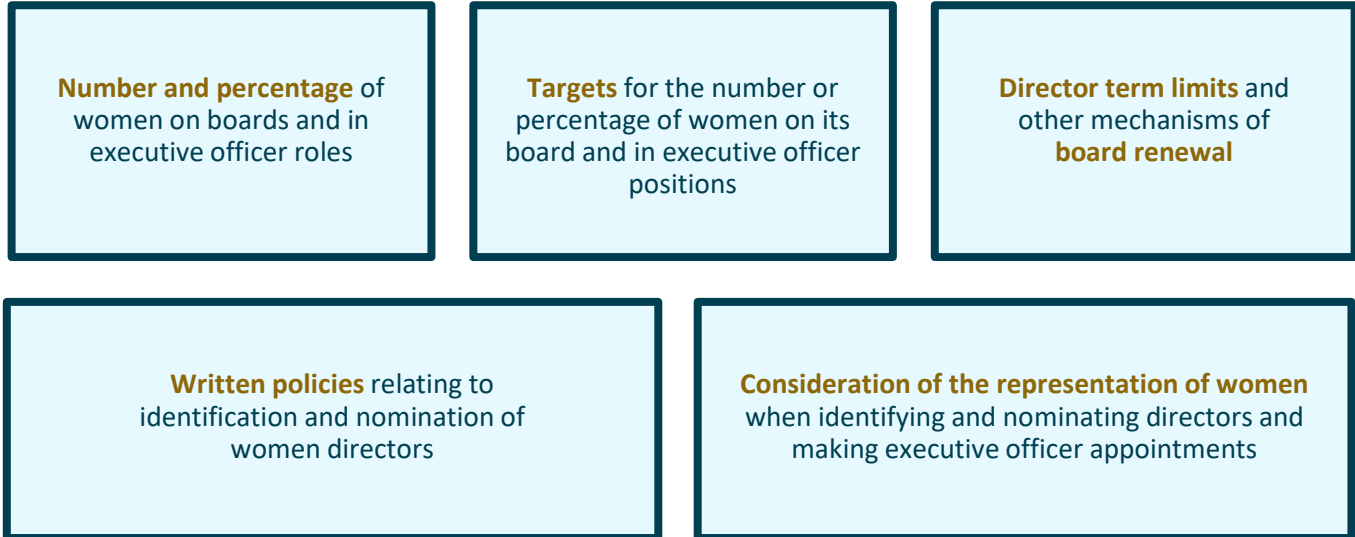 Number and percentage of
women on boards and in
executive officer roles
Targets for the number or
percentage of women on its
board and in executive officer
positions
Director term limits and
other mechanisms of
board renewal
Written policies relating to
identification and nomination of
women directors
Consideration of the representation of women
when identifying and nominating directors and
making executive officer appointments